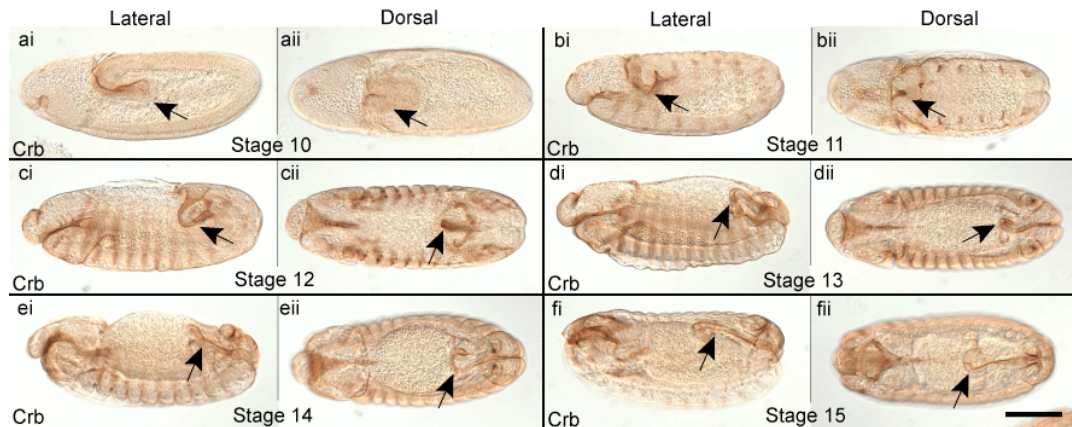 Lateral Dorsal Lateral Dorsal
ai aii bi bii
Crb Stage 10 Crb Stage 11
ci cii di dii
Crb Stage 12 Crb Stage 13
ei eii fi fii
Crb Stage 14 Crb Stage 15